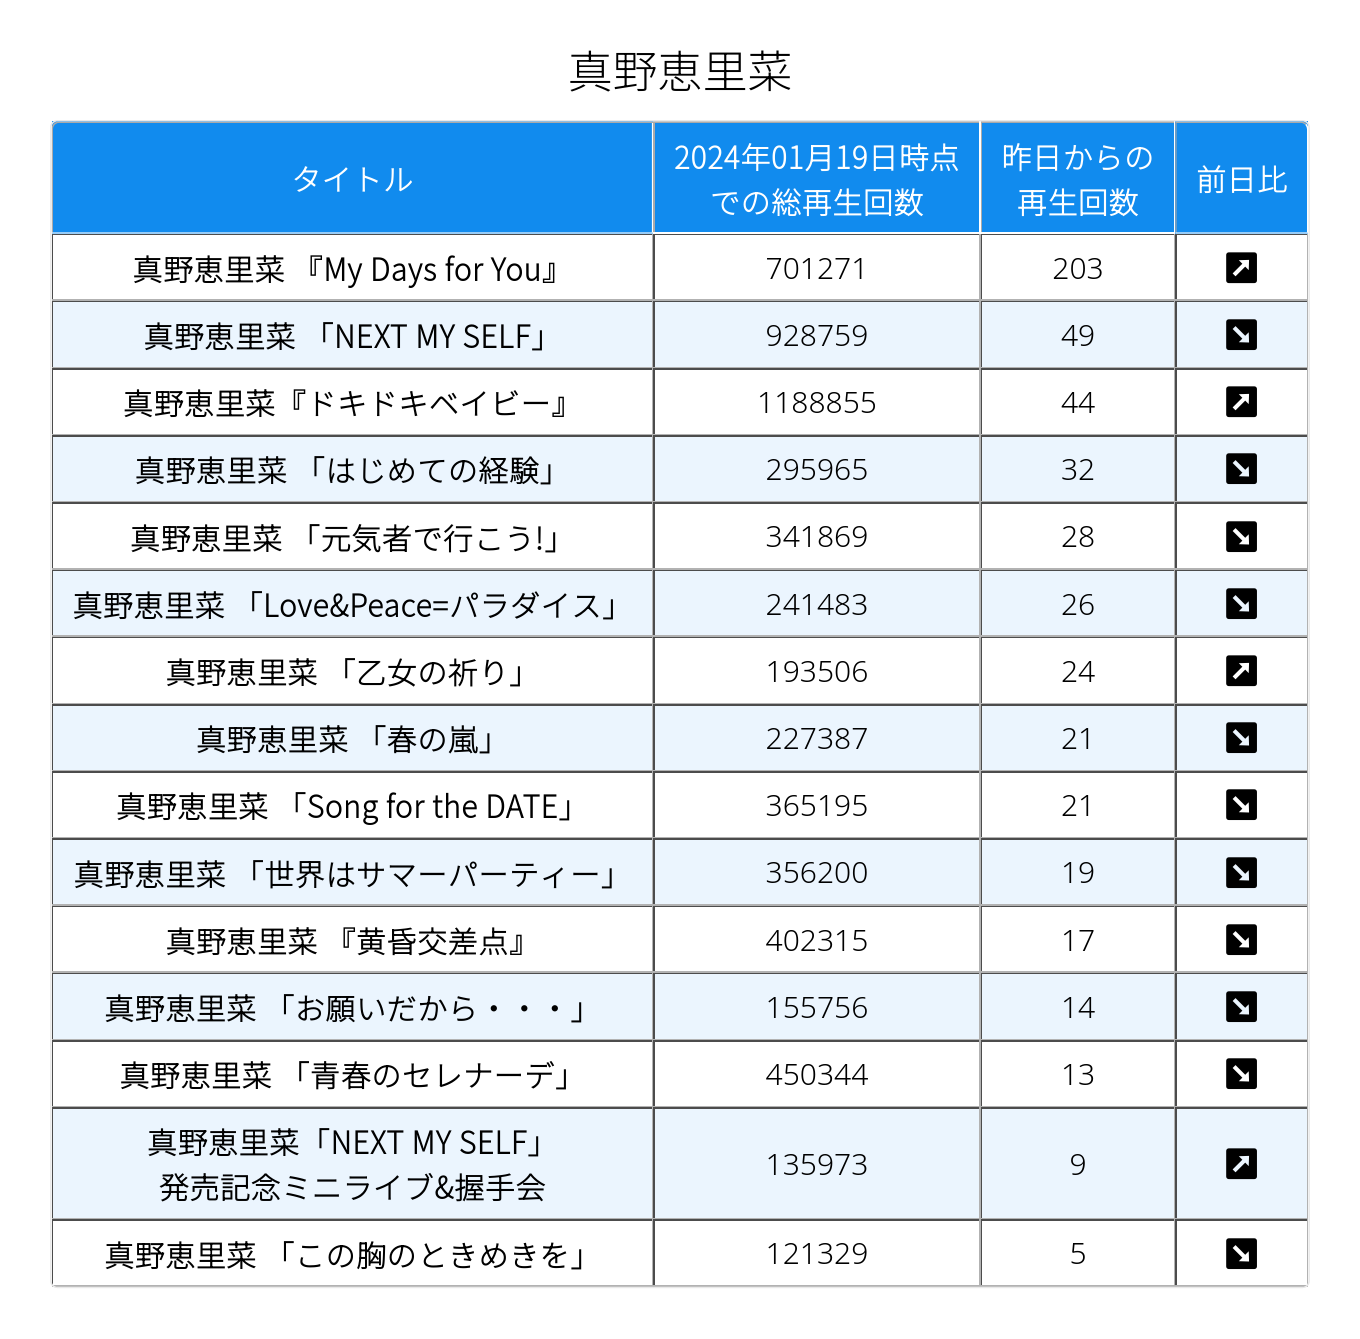 真野恵里菜
タイトル
2024年01月19日時点
での総再生回数
昨日からの
再生回数
前日比
真野恵里菜 『My Days for You』 701271 203 ↗
真野恵里菜 「NEXT MY SELF」 928759 49 ↘
真野恵里菜『ドキドキベイビー』 1188855 44 ↗
真野恵里菜 「はじめての経験」 295965 32 ↘
真野恵里菜 「元気者で行こう!」 341869 28 ↘
真野恵里菜 「Love&Peace=パラダイス」 241483 26 ↘
真野恵里菜 「乙女の祈り」 193506 24 ↗
真野恵里菜 「春の嵐」 227387 21 ↘
真野恵里菜 「Song for the DATE」 365195 21 ↘
真野恵里菜 「世界はサマーパーティー」 356200 19 ↘
真野恵里菜 『黄昏交差点』 402315 17 ↘
真野恵里菜 「お願いだから・・・」 155756 14 ↘
真野恵里菜 「青春のセレナーデ」 450344 13 ↘
真野恵里菜「NEXT MY SELF」
発売記念ミニライブ&握手会 135973 9 ↗
真野恵里菜 「この胸のときめきを」 121329 5 ↘